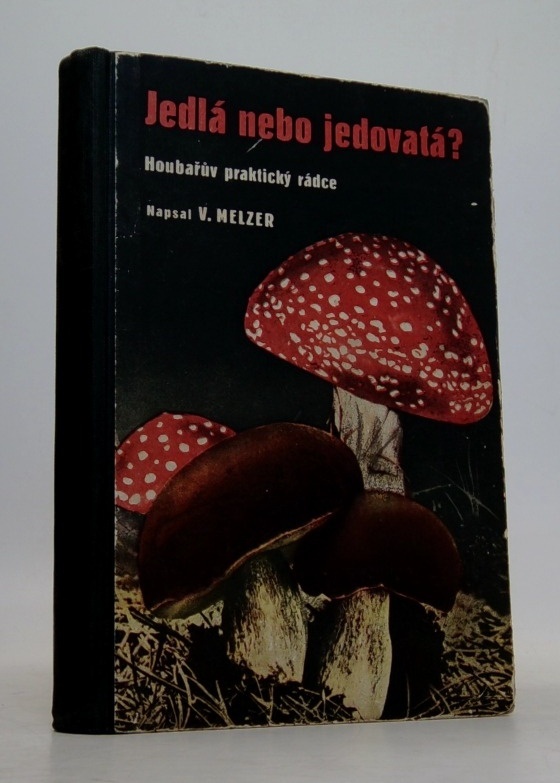 Jedlá nebo jedovatá?
Houbařův praktický rádce
Napsal V. MELZER